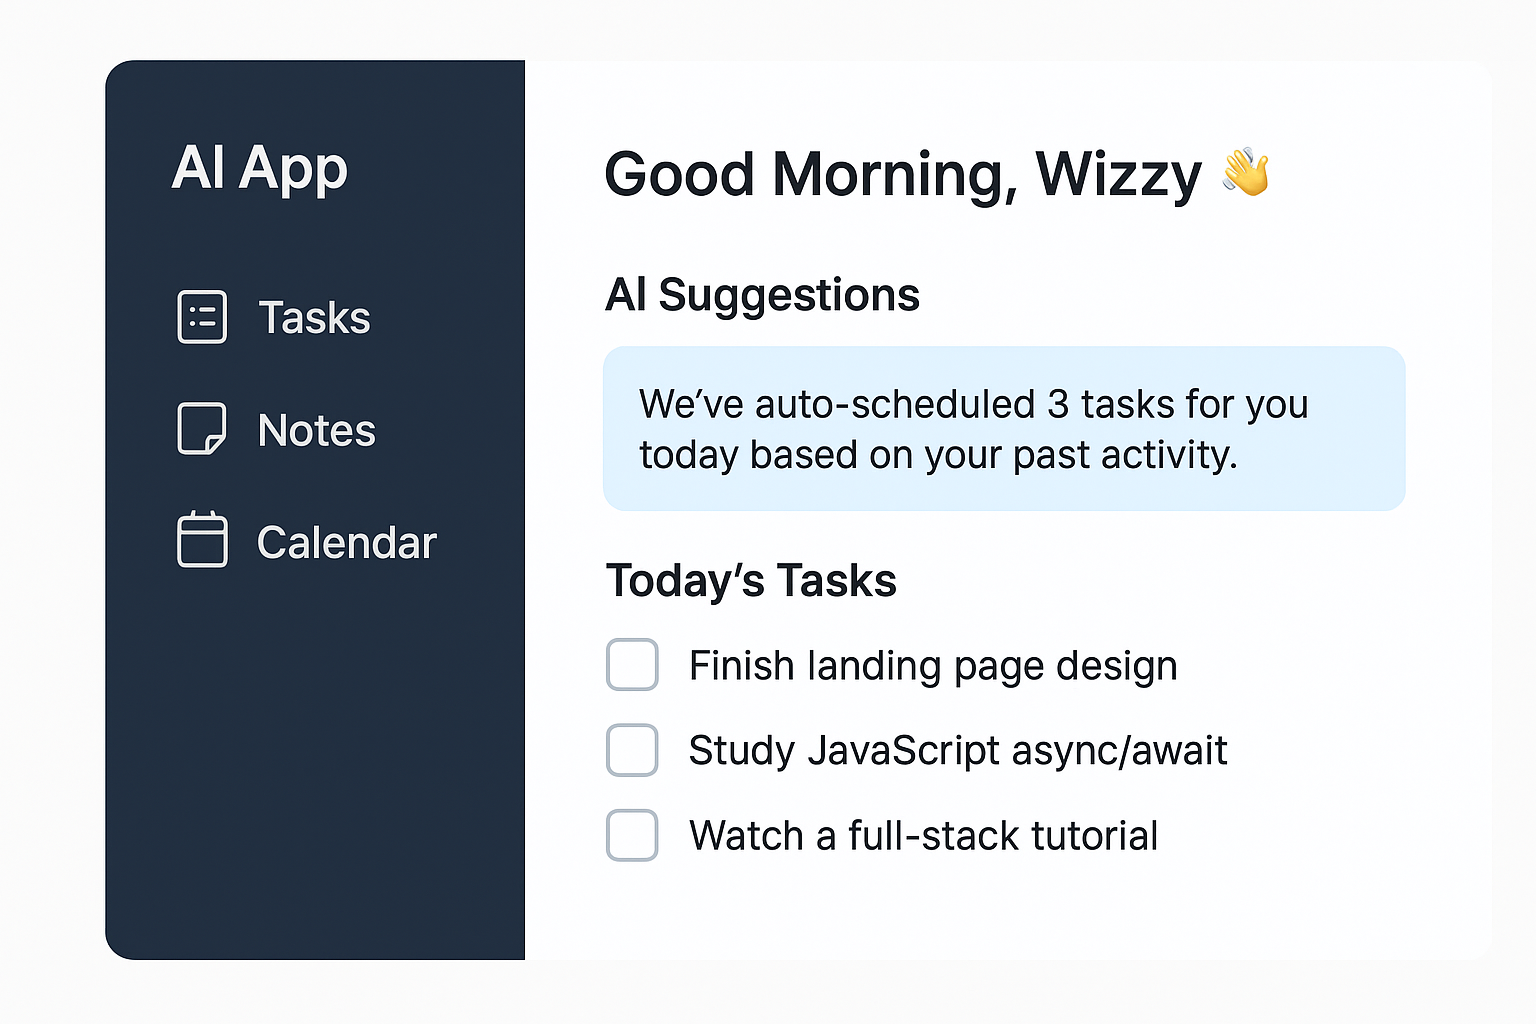 AI App
Tasks
Notes
Calendar
Good Morning, Wizzy 👋
AI Suggestions
We’ve auto-scheduled 3 tasks for you
today based on your past activity.
Today’s Tasks
Finish landing page design
Study JavaScript async/await
Watch a full-stack tutorial